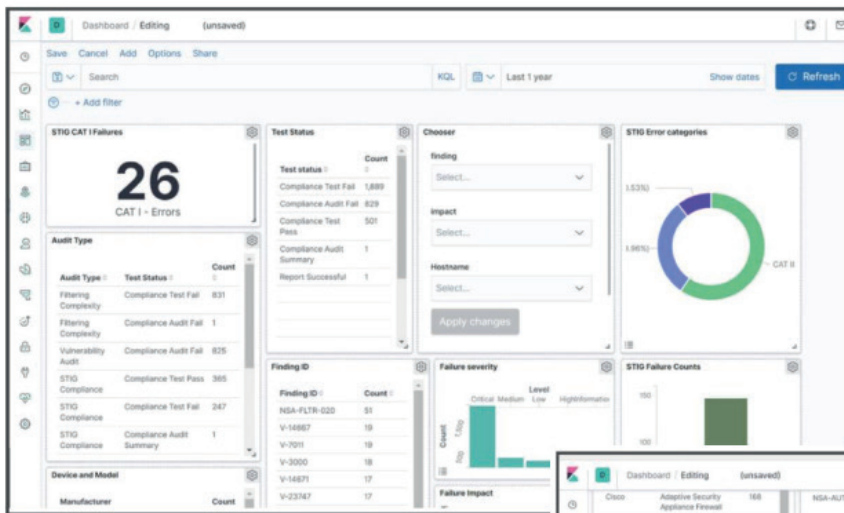 D Dashboard / Editing (unsaved)
Save Cancel Add Options Share
Search KQL Last 1 year Show dates Refresh
+ Add filter
STIG CAT I Failures
26
CAT I - Errors
Test Status
Test status Count
Compliance Test Fail 1,889
Compliance Audit Fail 829
Compliance Test 501
Pass
Compliance Audit 1
Summary
Report Successful 1
Chooser
finding
Select...
impact
Select...
Hostname
Select...
Apply changes
STIG Error categories
.53%)
.96%)
CAT II
Audit Type
Audit Type Test Status Count
Filtering Compliance Test Fail 831
Complexity
Filtering Compliance Audit Fail 1
Complexity
Vulnerability Compliance Audit Fail 826
Audit
STIG Compliance Test Pass 365
Compliance
STIG Compliance Test Fail 247
Compliance
STIG Compliance Audit 1
Compliance Summary
Finding ID
Finding ID Count
NSA-FLTR-020 51
V-14667 19
V-7011 19
V-3000 18
V-14671 17
V-23747 17
Failure severity
Level
Critical Medium Low High
Count
1,500
STIG Failure Counts
150
100
Device and Model
Manufacturer Count
Failure Impact
D Dashboard / Editing (unsaved)
Cisco Adaptive Security 168
Appliance Firewall